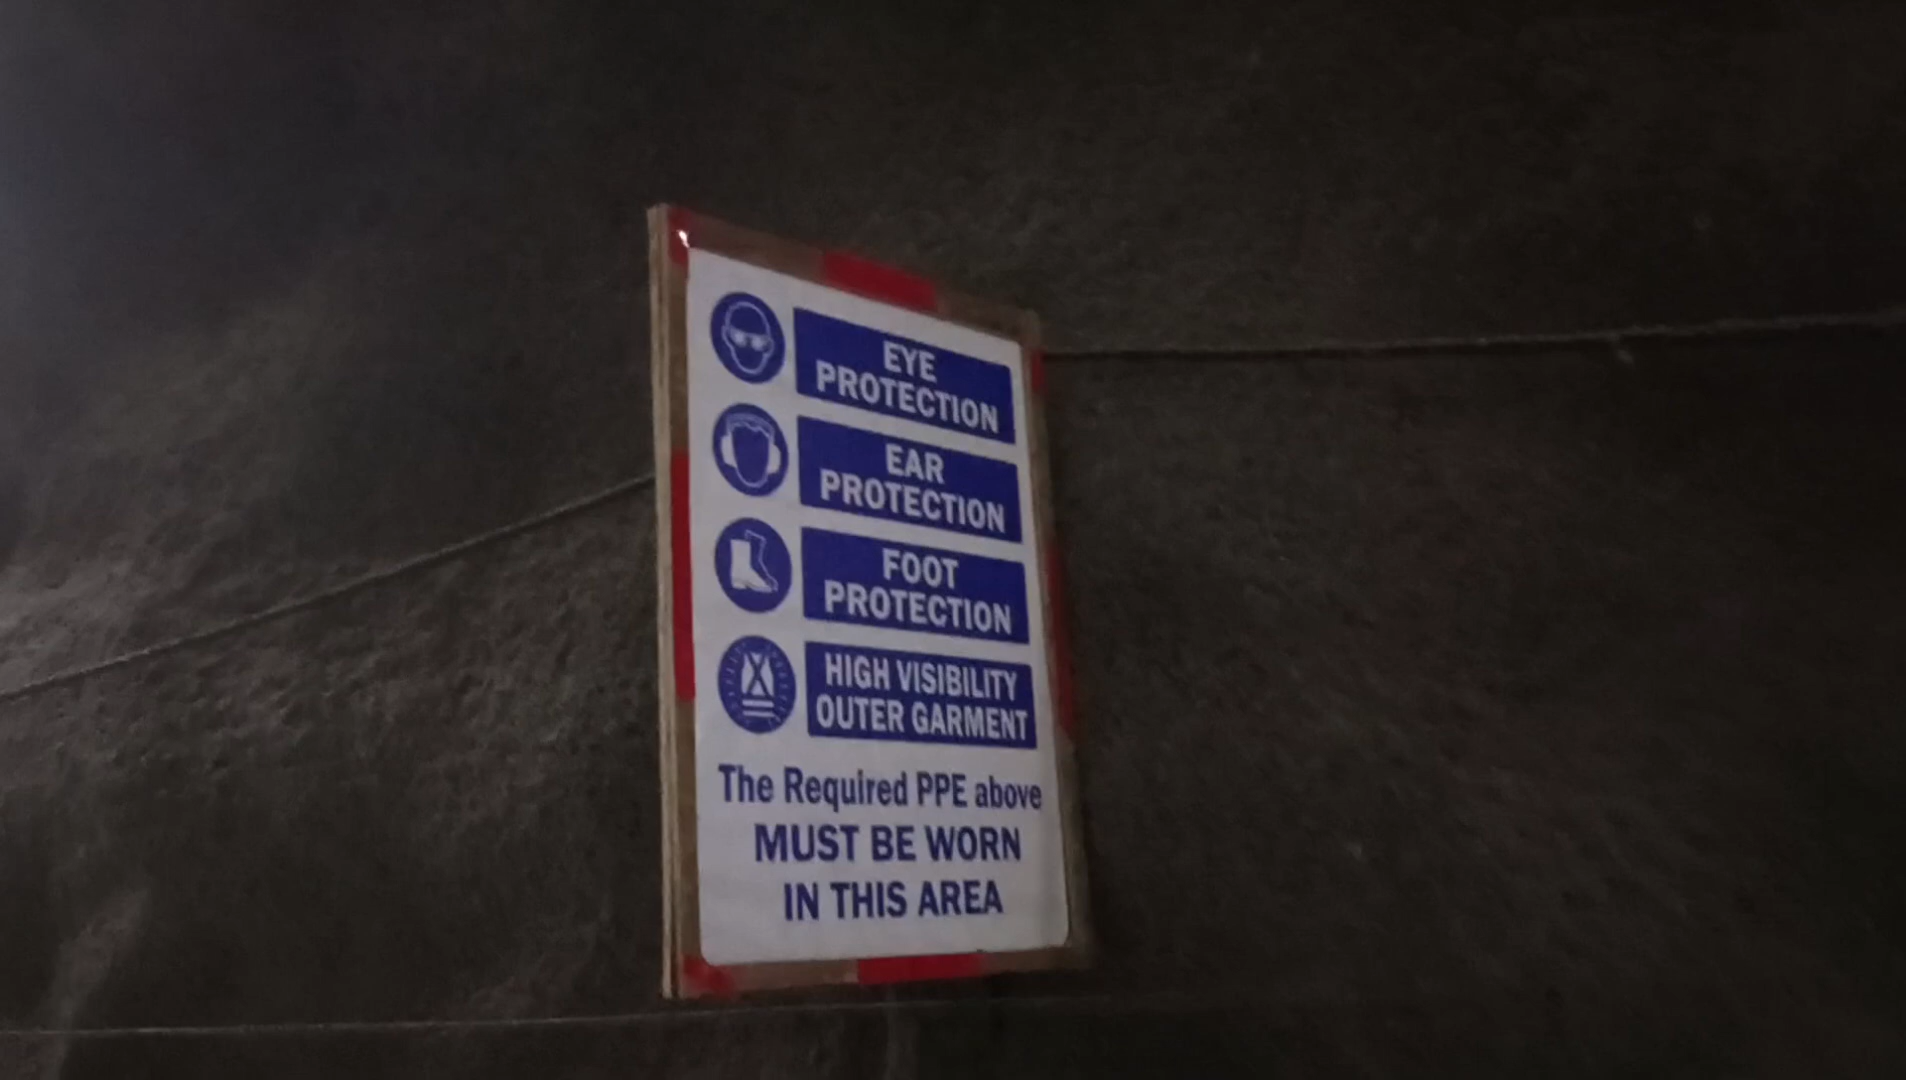 EYE
PROTECTION
EAR
PROTECTION
FOOT
PROTECTION
HIGH VISIBILITY
OUTER GARMENT
The Required PPE above
MUST BE WORN
IN THIS AREA